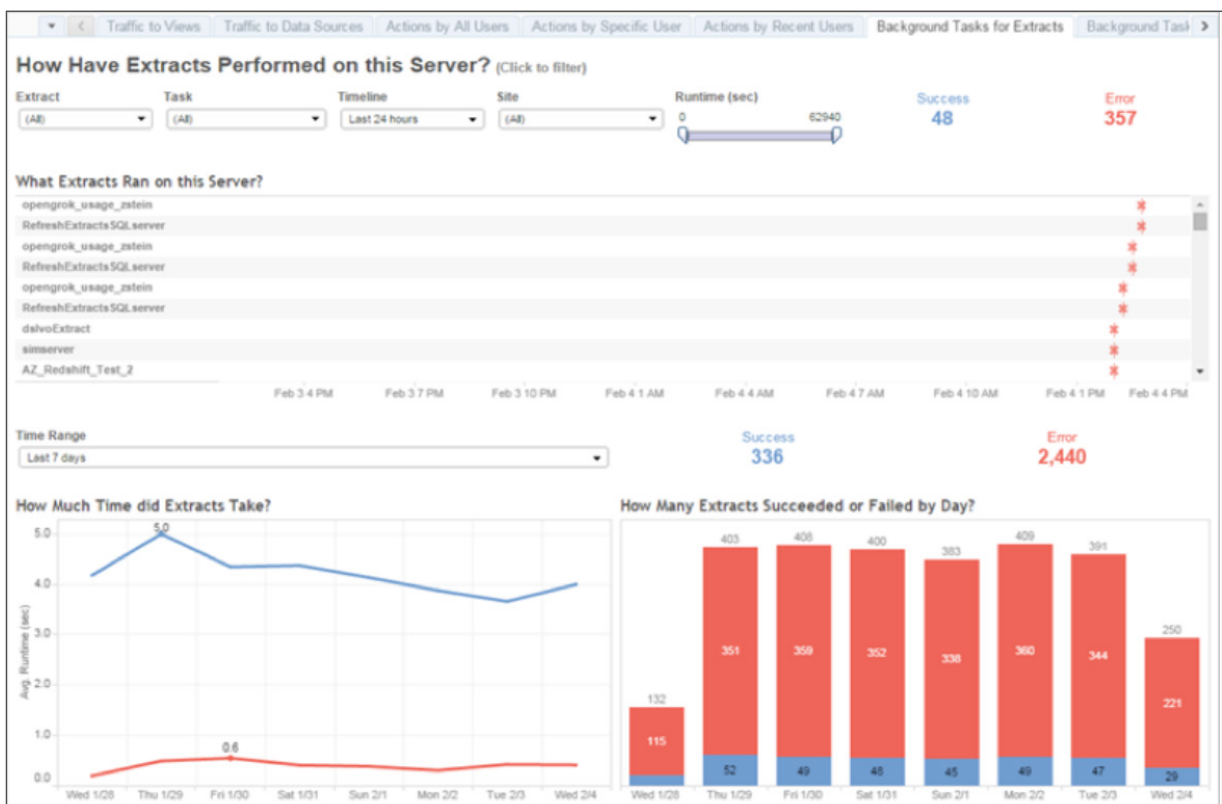 Traffic to Views Traffic to Data Sources Actions by All Users Actions by Specific User Actions by Recent Users Background Tasks for Extracts Background Task
How Have Extracts Performed on this Server? (Click to filter)
Extract Task Timeline Site Runtime (sec) Success Error
(All) (All) Last 24 hours (All) 0 62940 48 357
What Extracts Ran on this Server?
opengrok_usage_zstein
RefreshExtractsSQLserver
opengrok_usage_zstein
RefreshExtractsSQLserver
opengrok_usage_zstein
RefreshExtractsSQLserver
dslvoExtract
simserver
AZ_Redshift_Test_2
Feb 3 4 PM Feb 3 7 PM Feb 3 10 PM Feb 4 1 AM Feb 4 4 AM Feb 4 7 AM Feb 4 10 AM Feb 4 1 PM Feb 4 4 PM
Time Range Success Error
Last 7 days 336 2,440
How Much Time did Extracts Take?
5.0
5.0
4.0
3.0
2.0
1.0
0.6
0.0
Avg. Runtime (sec)
Wed 1/28 Thu 1/29 Fri 1/30 Sat 1/31 Sun 2/1 Mon 2/2 Tue 2/3 Wed 2/4
How Many Extracts Succeeded or Failed by Day?
132 403 408 400 383 409 391 250
115 351 359 352 338 360 344 221
52 49 48 45 49 47 29
Wed 1/28 Thu 1/29 Fri 1/30 Sat 1/31 Sun 2/1 Mon 2/2 Tue 2/3 Wed 2/4